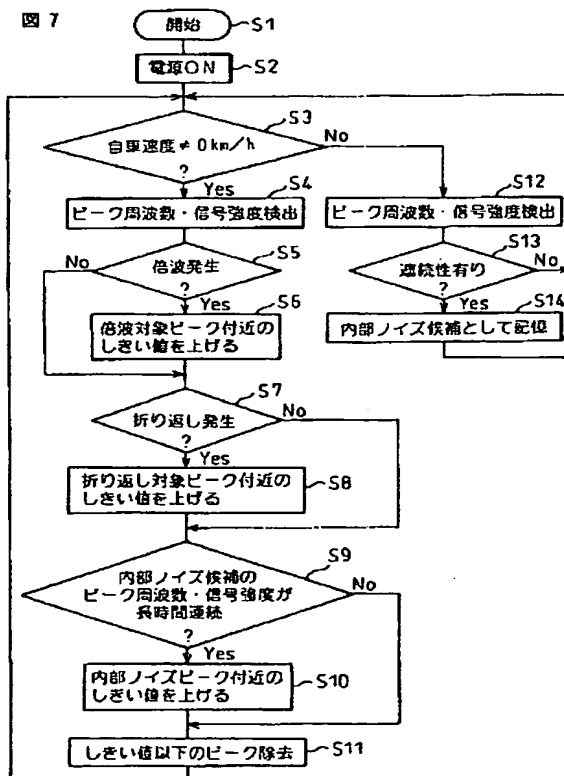 図 7
開始
S1
電源ON
S2
S3
自車速度≠0km/h
?
No
Yes
S4
ピーク周波数・信号強度検出
S12
ピーク周波数・信号強度検出
S5
No
倍波発生
?
Yes
S13
連続性有り
?
No
Yes
S6
倍波対象ピーク付近の
しきい値を上げる
S14
内部ノイズ候補として記憶
S7
折り返し発生
?
No
Yes
折り返し対象ピーク付近の
しきい値を上げる
S8
S9
内部ノイズ候補の
ピーク周波数・信号強度が
長時間連続
?
No
Yes
内部ノイズピーク付近の
しきい値を上げる
S10
しきい値以下のピーク除去
S11